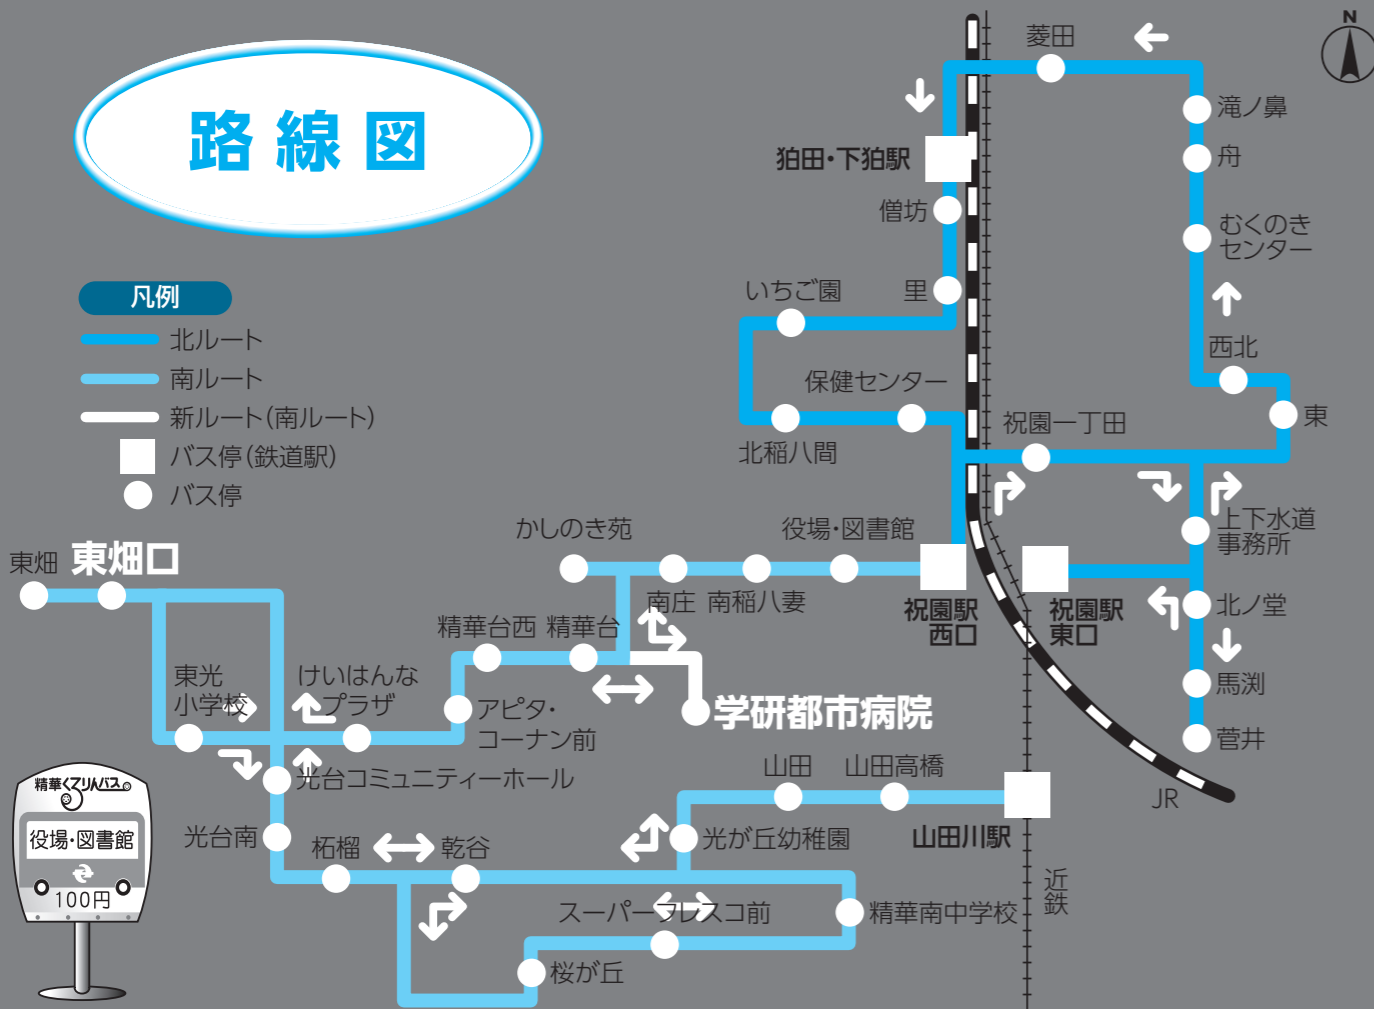 路線図
凡例
北ルート
南ルート
新ルート(南ルート)
バス停(鉄道駅)
バス停
N
菱田
滝ノ鼻
舟
むくのき
センター
西北
東
狛田・下狛駅
僧坊
里
いちご園
保健センター
北稲八間
祝園一丁田
上下水道
事務所
北ノ堂
馬渕
菅井
祝園駅
東口
祝園駅
西口
役場・図書館
南稲八妻
南庄
かしのき苑
精華台
精華台西
アピタ・
コーナン前
学研都市病院
けいはんな
プラザ
東光
小学校
東畑
東畑口
光台コミュニティーホール
光台南
柘榴
乾谷
光が丘幼稚園
山田
山田高橋
山田川駅
JR
近鉄
精華南中学校
スーパーフレスコ前
桜が丘
精華くるりんバス
役場・図書館
100円